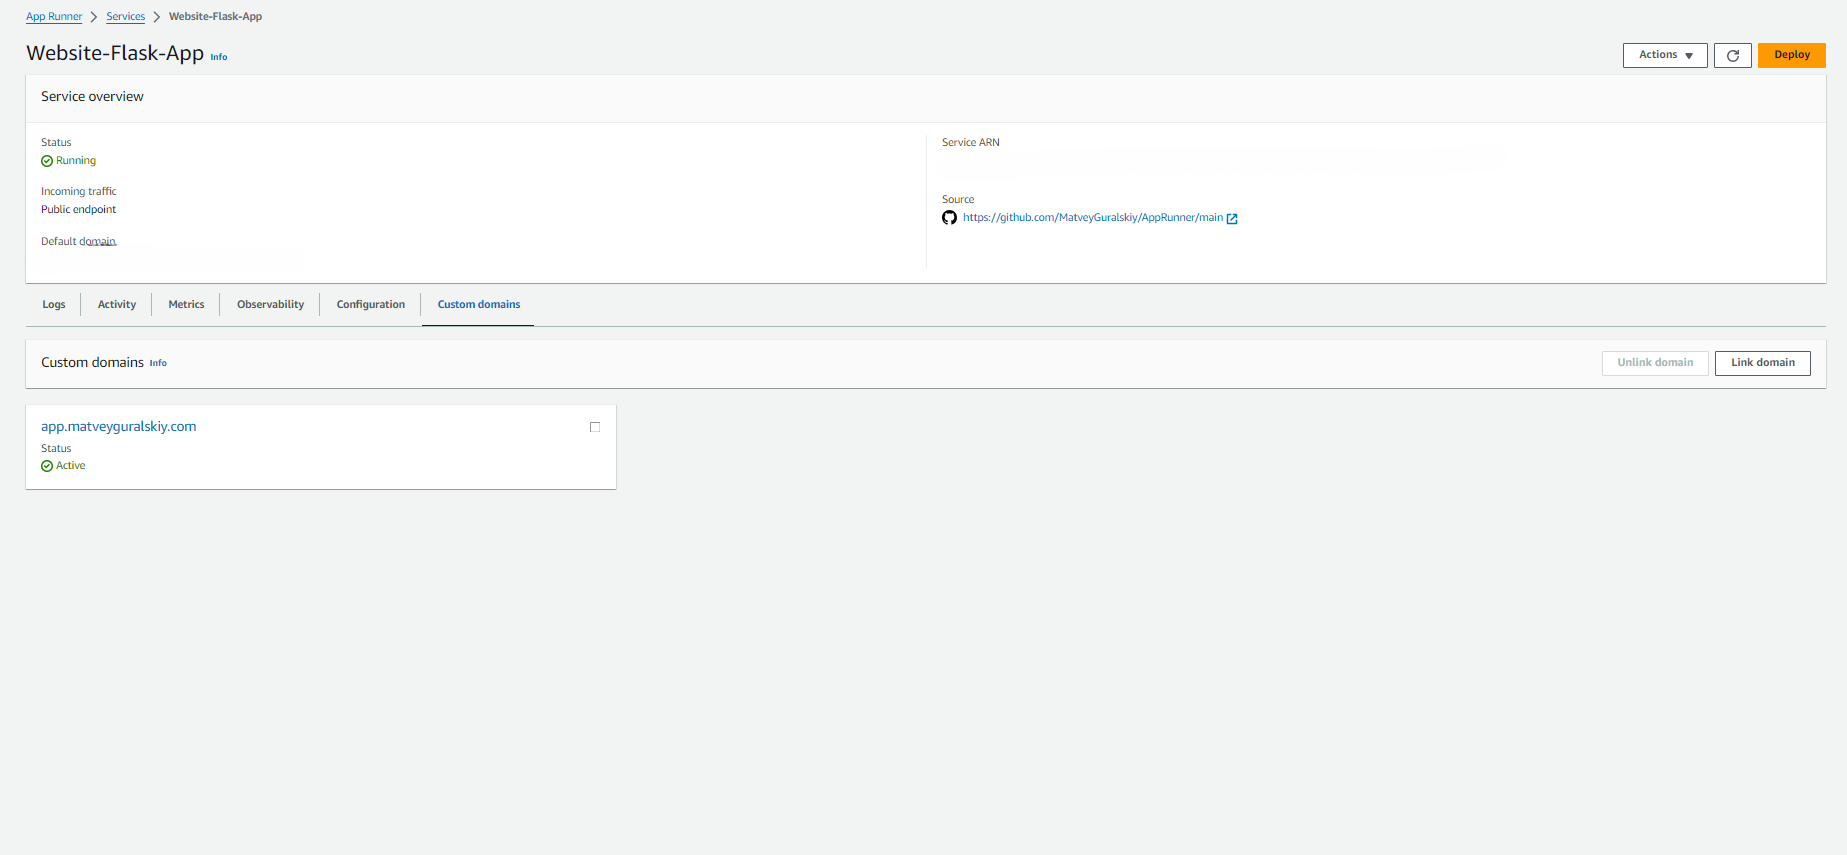 App Runner Services Website-Flask-App
Website-Flask-App Info
Actions Deploy
Service overview
Status
Running
Incoming traffic
Public endpoint
Default domain
Service ARN
Source
https://github.com/MatveyGuralskiy/AppRunner/main
Logs Activity Metrics Observability Configuration Custom domains
Custom domains Info
Unlink domain Link domain
app.matveyguralskiy.com
Status
Active